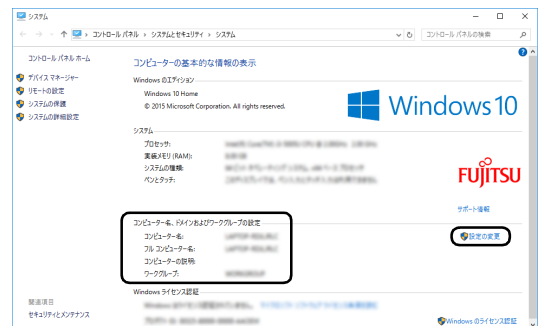 システム
コントロール パネル › システムとセキュリティ › システム
コントロール パネルの検索
コントロール パネル ホーム
デバイス マネージャー
リモートの設定
システムの保護
システムの詳細設定
コンピューターの基本的な情報の表示
Windows のエディション
Windows 10 Home
© 2015 Microsoft Corporation. All rights reserved.
Windows 10
システム
プロセッサ:
実装メモリ (RAM):
システムの種類:
ペンとタッチ:
FUJITSU
サポート情報
コンピューター名、ドメインおよびワークグループの設定
コンピューター名:
フル コンピューター名:
コンピューターの説明:
ワークグループ:
設定の変更
Windows ライセンス認証
関連項目
セキュリティとメンテナンス
Windows のライセンス認証